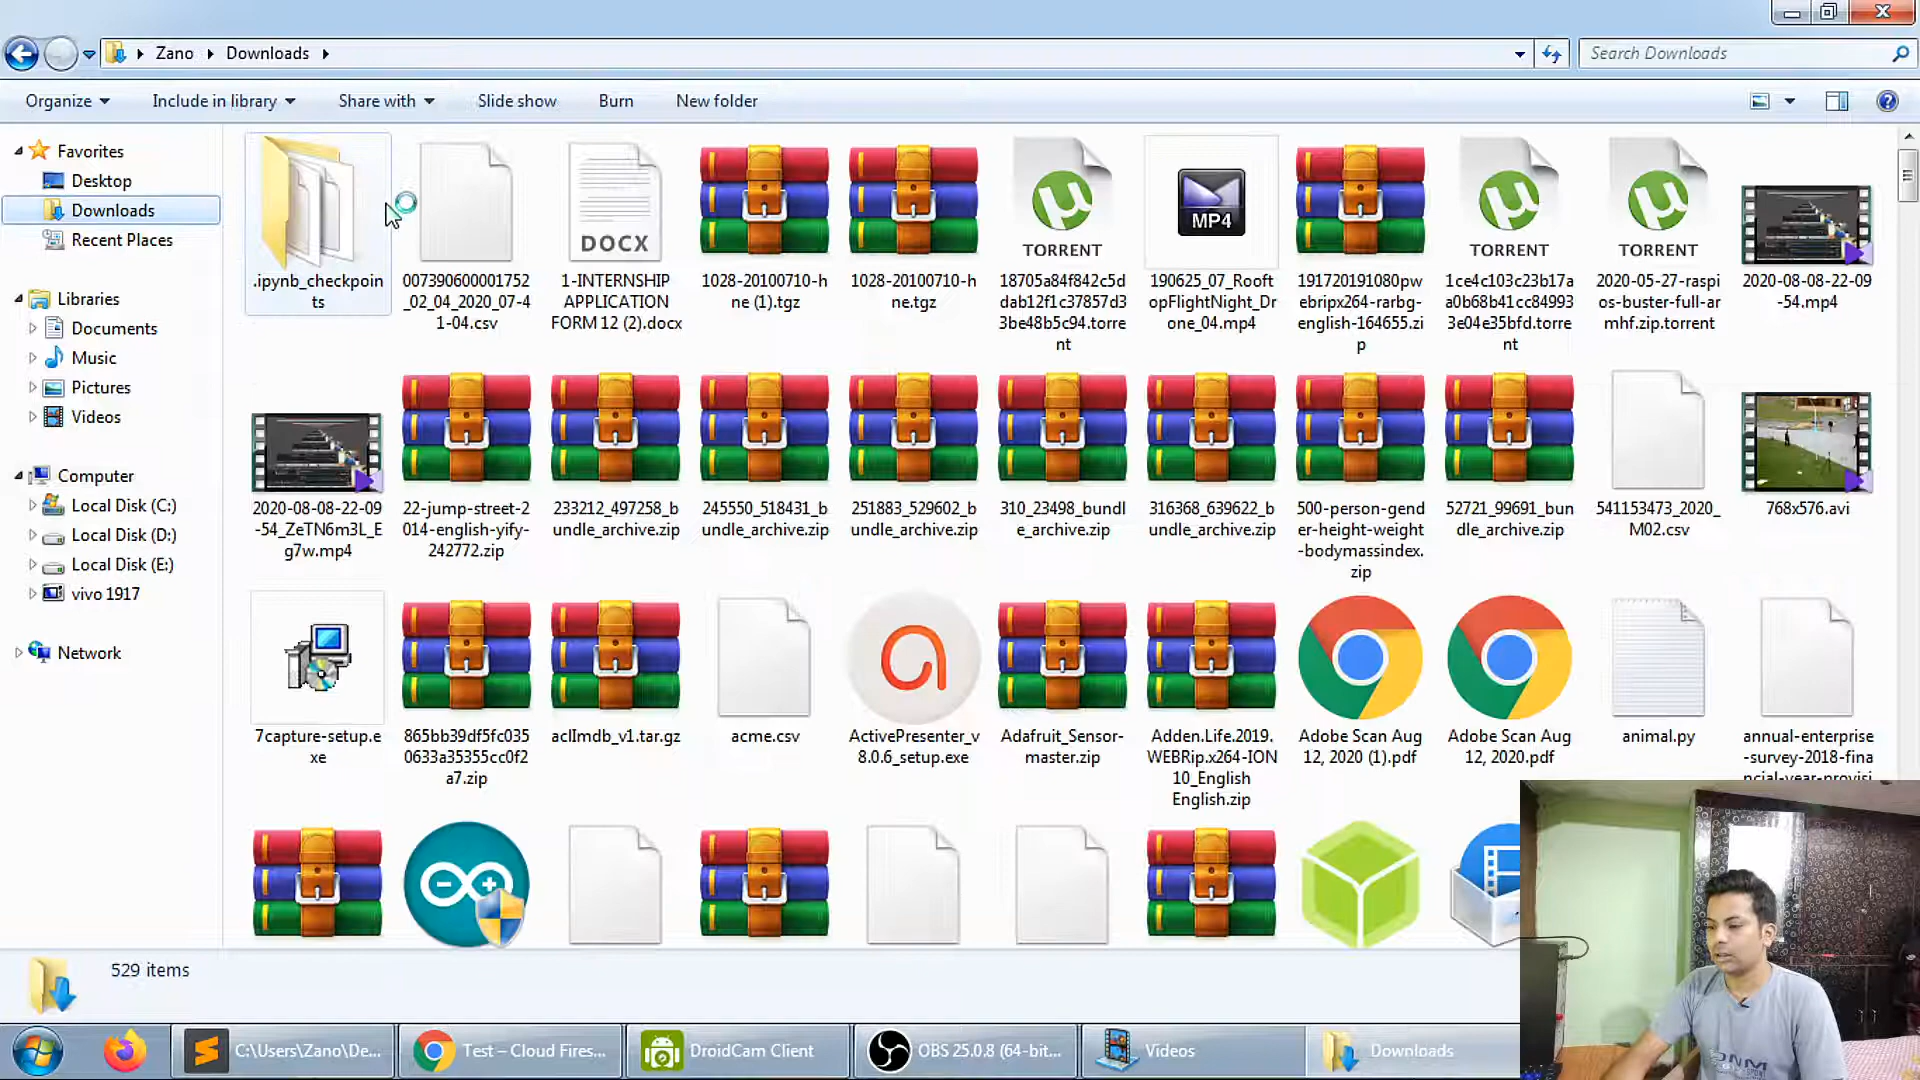 Zano
Downloads
Search Downloads
Organize
Include in library
Share with
Slide show
Burn
New folder
Favorites
Desktop
Downloads
Recent Places
Libraries
Documents
Music
Pictures
Videos
Computer
Local Disk (C:)
Local Disk (D:)
Local Disk (E:)
vivo 1917
Network
DOCX
TORRENT
MP4
TORRENT
TORRENT
.ipynb_checkpoin
ts
007390600001752
_02_04_2020_07-4
1-04.csv
1-INTERNSHIP
APPLICATION
FORM 12 (2).docx
1028-20100710-h
ne (1).tgz
1028-20100710-h
ne.tgz
18705a84f842c5d
dab12f1c37857d3
3be48b5c94.torre
nt
190625_07_Rooft
opFlightNight_Dr
one_04.mp4
191720191080pw
ebripx264-rarbg-
english-164655.zi
p
1ce4c103c23b17a
a0b68b41cc84993
3e04e35bfd.torre
nt
2020-05-27-raspi
os-buster-full-ar
mhf.zip.torrent
2020-08-08-22-09
-54.mp4
2020-08-08-22-09
-54_ZeTN6m3L_E
g7w.mp4
22-jump-street-2
014-english-yify-
242772.zip
233212_497258_b
undle_archive.zip
245550_518431_b
undle_archive.zip
251883_529602_b
undle_archive.zip
310_23498_bundl
e_archive.zip
316368_639622_b
undle_archive.zip
500-person-gend
er-height-weight
-bodymassindex.
zip
52721_99691_bun
dle_archive.zip
541153473_2020_
M02.csv
768x576.avi
7capture-setup.e
xe
865bb39df5fc035
0633a35355cc0f2
a7.zip
aclImdb_v1.tar.gz
acme.csv
ActivePresenter_v
8.0.6_setup.exe
Adafruit_Sensor-
master.zip
Adden.Life.2019.
WEBRip.x264-ION
10_English
English.zip
Adobe Scan Aug
12, 2020 (1).pdf
Adobe Scan Aug
12, 2020.pdf
animal.py
annual-enterprise
-survey-2018-fina
ncial-year-provisi
529 items
C:\Users\Zano\De...
Test – Cloud Fires...
DroidCam Client
OBS 25.0.8 (64-bit...
Videos
Downloads